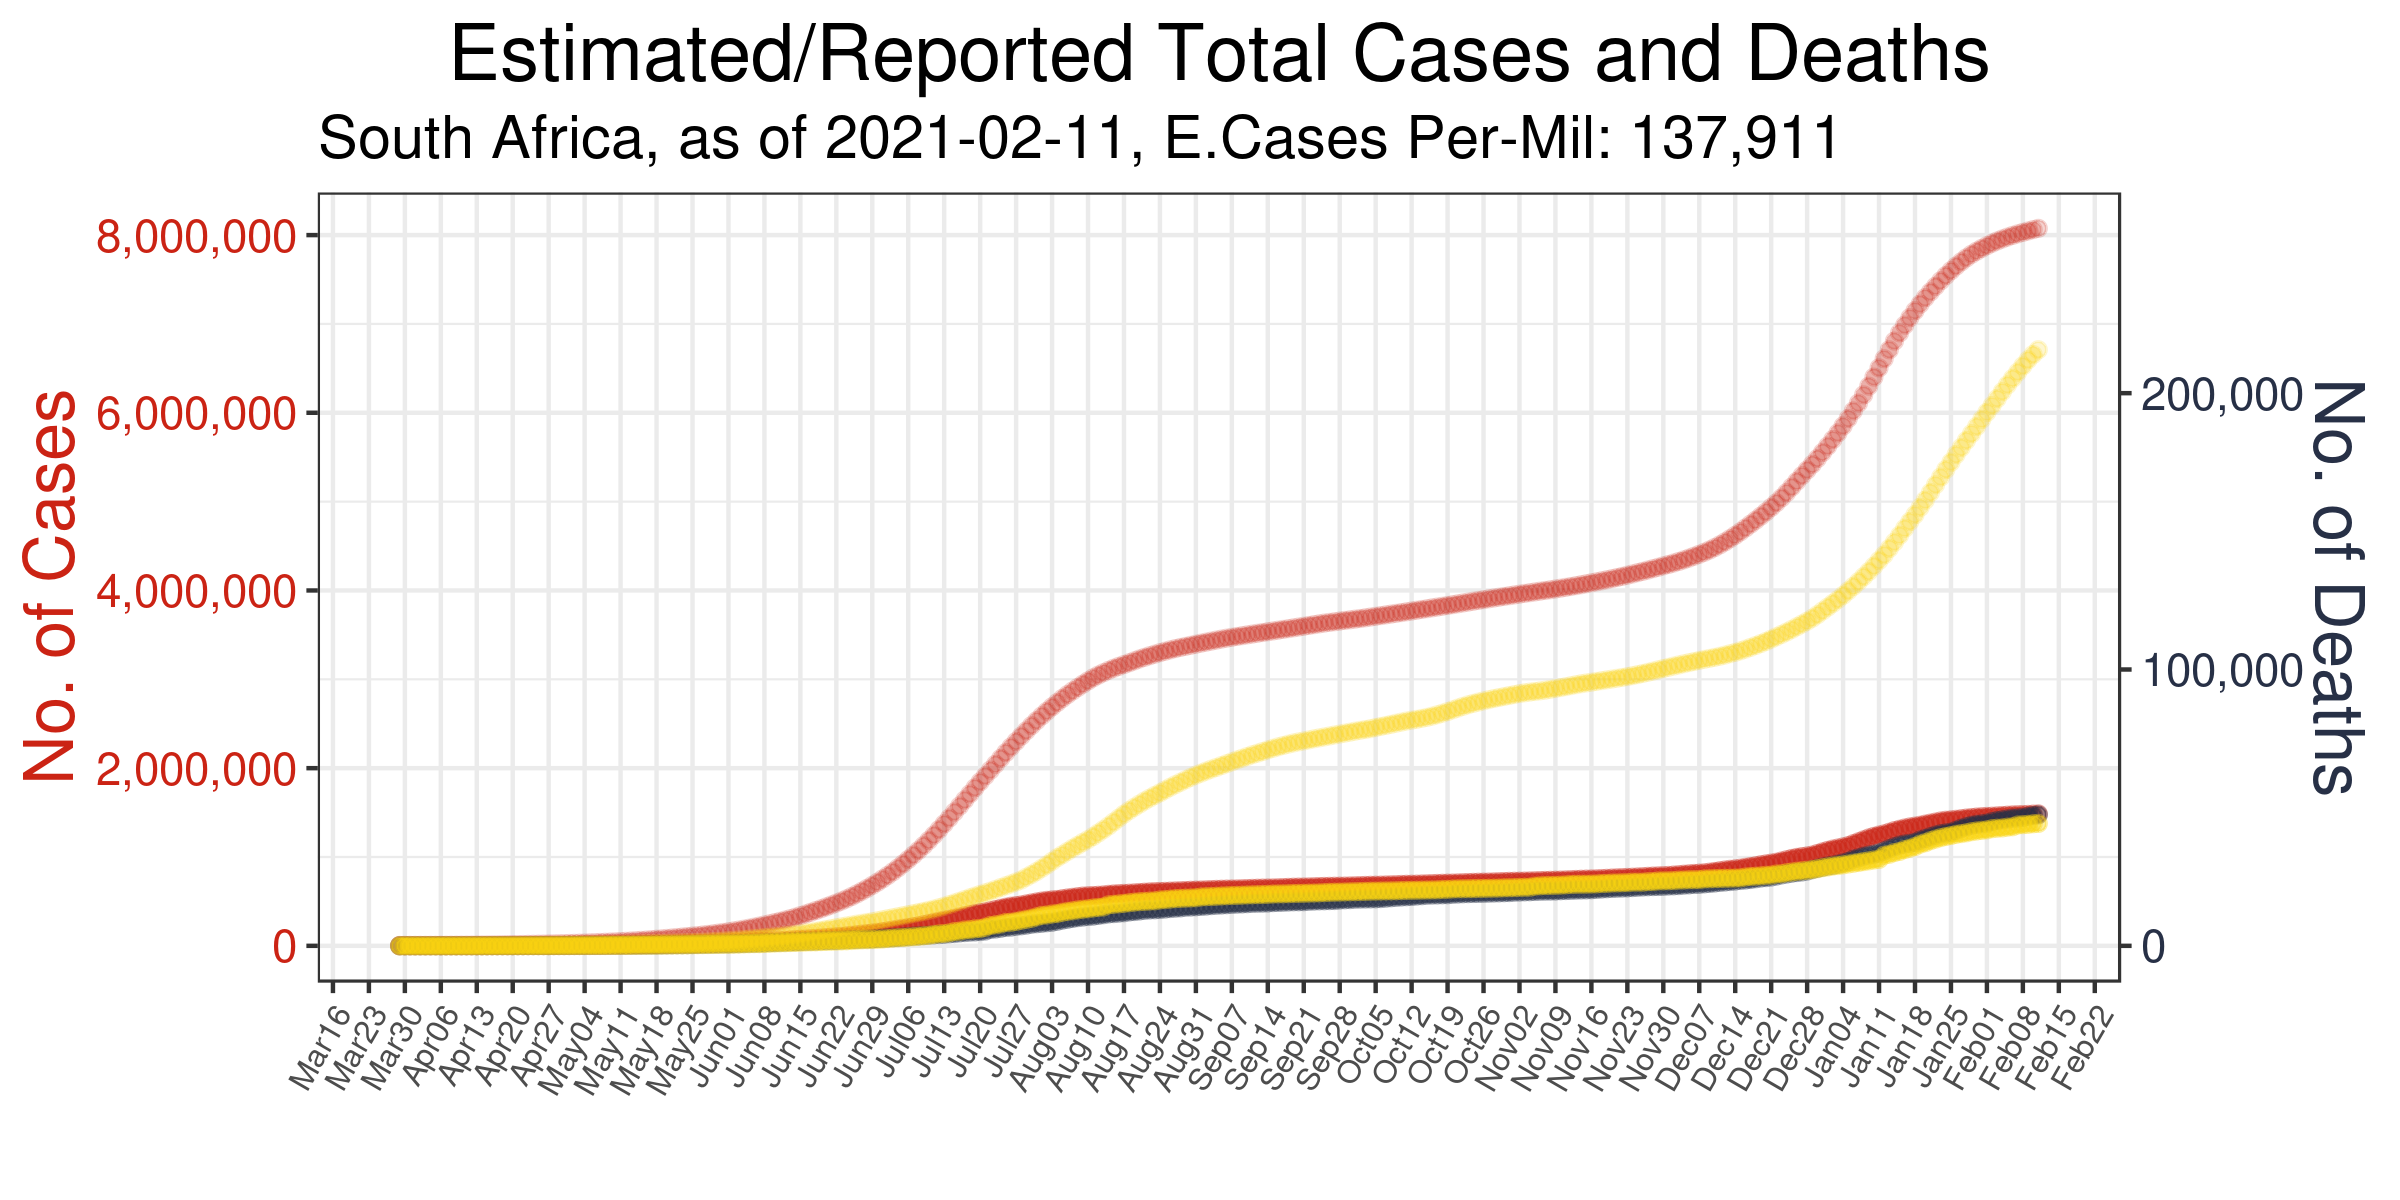 Estimated/Reported Total Cases and Deaths
South Africa, as of 2021-02-11, E.Cases Per-Mil: 137,911
No. of Cases
8,000,000
6,000,000
4,000,000
2,000,000
0
No. of Deaths
200,000
100,000
0
Mar16
Mar23
Mar30
Apr06
Apr13
Apr20
Apr27
May04
May11
May18
May25
Jun01
Jun08
Jun15
Jun22
Jun29
Jul06
Jul13
Jul20
Jul27
Aug03
Aug10
Aug17
Aug24
Aug31
Sep07
Sep14
Sep21
Sep28
Oct05
Oct12
Oct19
Oct26
Nov02
Nov09
Nov16
Nov23
Nov30
Dec07
Dec14
Dec21
Dec28
Jan04
Jan11
Jan18
Jan25
Feb01
Feb08
Feb15
Feb22